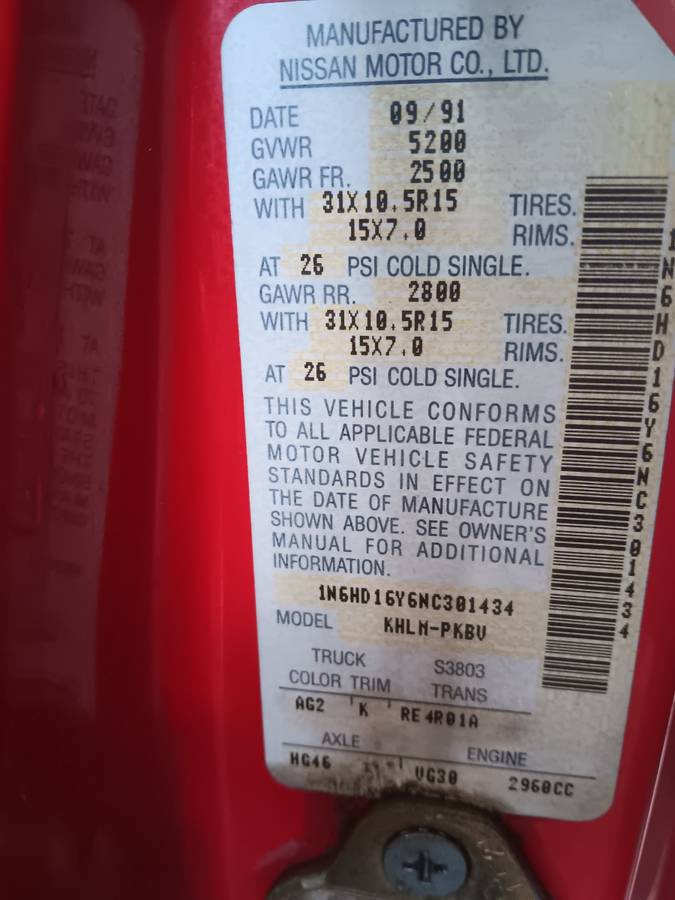 MANUFACTURED BY
NISSAN MOTOR CO., LTD.
DATE 09/91
GVWR 5200
GAWR FR. 2500
WITH 31X10.5R15 TIRES.
15X7.0 RIMS.
AT 26 PSI COLD SINGLE.
GAWR RR. 2800
WITH 31X10.5R15 TIRES.
15X7.0 RIMS.
AT 26 PSI COLD SINGLE.
THIS VEHICLE CONFORMS
TO ALL APPLICABLE FEDERAL
MOTOR VEHICLE SAFETY
STANDARDS IN EFFECT ON
THE DATE OF MANUFACTURE
SHOWN ABOVE. SEE OWNER'S
MANUAL FOR ADDITIONAL
INFORMATION.
1N6HD16Y6NC301434
MODEL KHLM-PKBV
TRUCK S3803
COLOR TRIM TRANS
AG2 K RE4R01A
AXLE ENGINE
HG46 VG30 2960CC
1N6HD16Y6NC301434